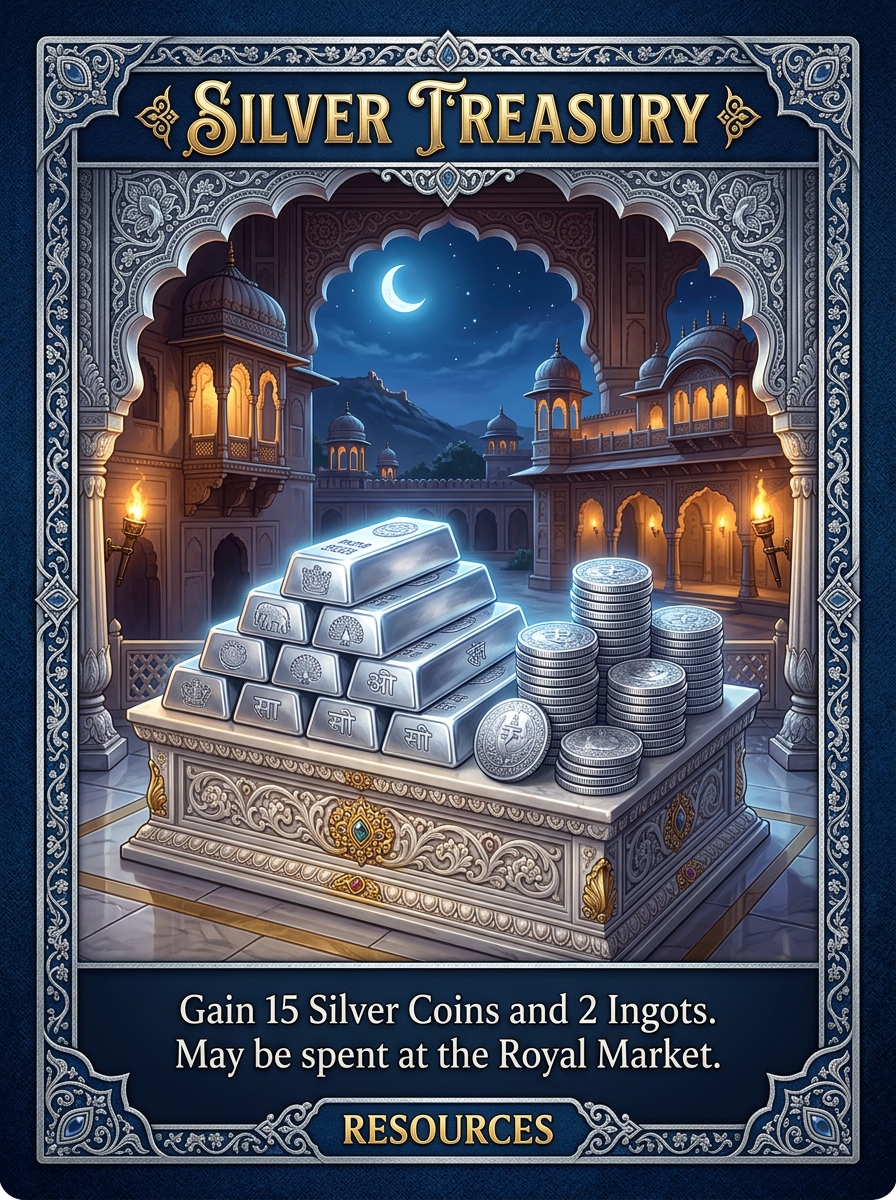 SILVER TREASURY
ओ
सा
मो
सी
Gain 15 Silver Coins and 2 Ingots.
May be spent at the Royal Market.
RESOURCES